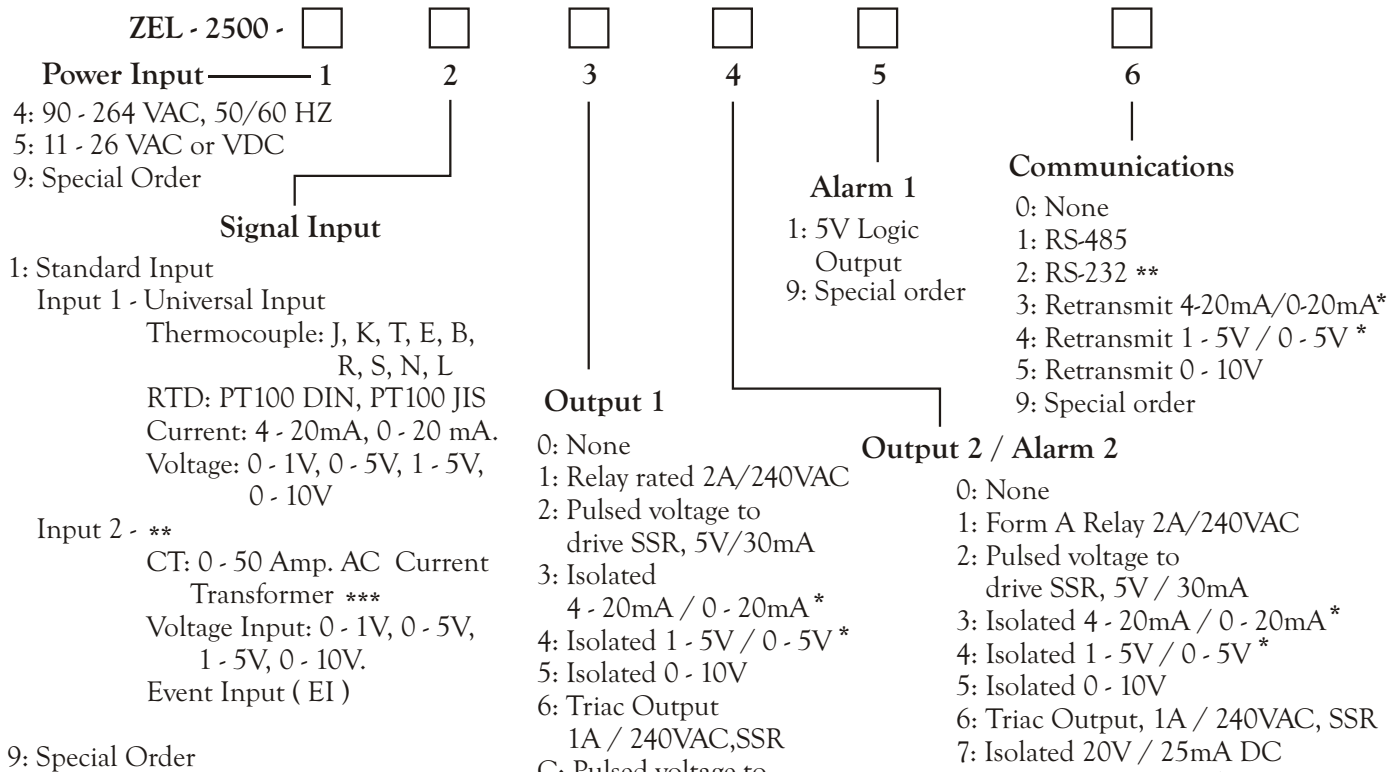 ZEL - 2500 -
Power Input 1 2 3 4 5 6
4: 90 - 264 VAC, 50/60 HZ
5: 11 - 26 VAC or VDC
9: Special Order
Signal Input
1: Standard Input
Input 1 - Universal Input
Thermocouple: J, K, T, E, B,
R, S, N, L
RTD: PT100 DIN, PT100 JIS
Current: 4 - 20mA, 0 - 20 mA.
Voltage: 0 - 1V, 0 - 5V, 1 - 5V,
0 - 10V
Input 2 - **
CT: 0 - 50 Amp. AC Current
Transformer ***
Voltage Input: 0 - 1V, 0 - 5V,
1 - 5V, 0 - 10V.
Event Input ( EI )
9: Special Order
Output 1
0: None
1: Relay rated 2A/240VAC
2: Pulsed voltage to
drive SSR, 5V/30mA
3: Isolated
4 - 20mA / 0 - 20mA *
4: Isolated 1 - 5V / 0 - 5V *
5: Isolated 0 - 10V
6: Triac Output
1A / 240VAC,SSR
C: Pulsed voltage to
Alarm 1
1: 5V Logic
Output
9: Special order
Communications
0: None
1: RS-485
2: RS-232 **
3: Retransmit 4-20mA/0-20mA*
4: Retransmit 1 - 5V / 0 - 5V *
5: Retransmit 0 - 10V
9: Special order
Output 2 / Alarm 2
0: None
1: Form A Relay 2A/240VAC
2: Pulsed voltage to
drive SSR, 5V / 30mA
3: Isolated 4 - 20mA / 0 - 20mA *
4: Isolated 1 - 5V / 0 - 5V *
5: Isolated 0 - 10V
6: Triac Output, 1A / 240VAC, SSR
7: Isolated 20V / 25mA DC